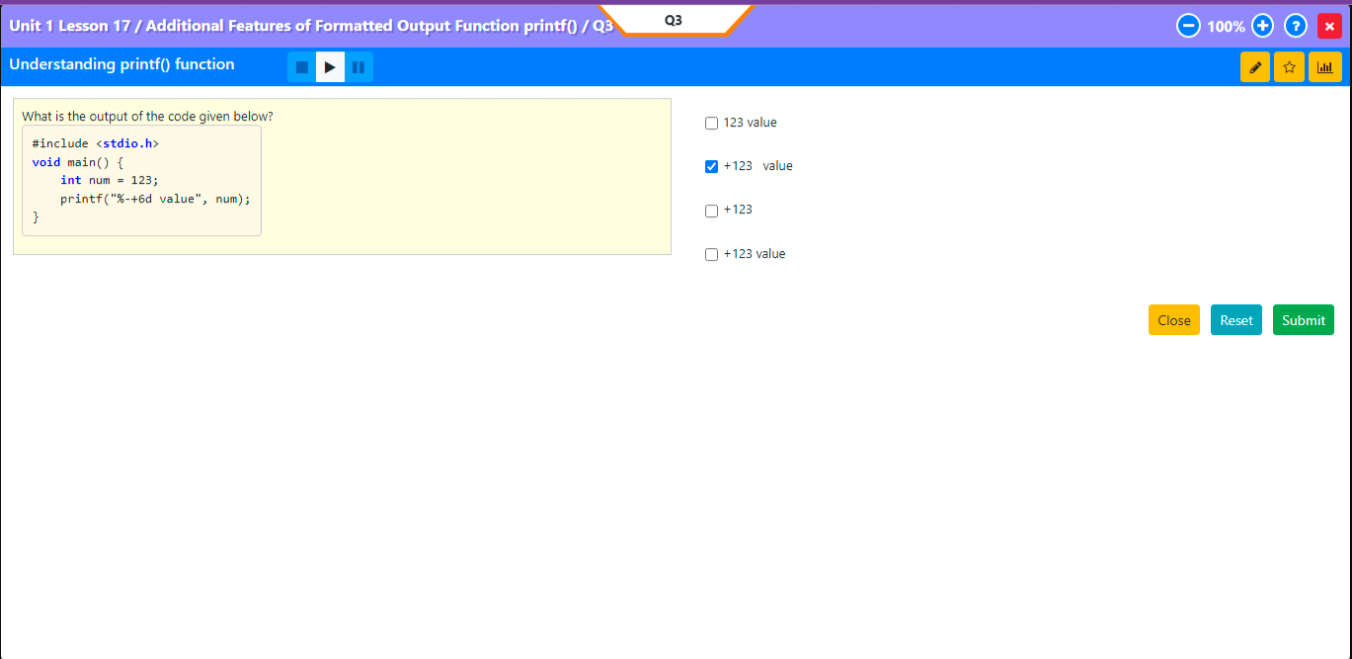 Unit 1 Lesson 17 / Additional Features of Formatted Output Function printf() / Q3
Q3
100%
Understanding printf() function
What is the output of the code given below?
#include <stdio.h>
void main() {
    int num = 123;
    printf("%-+6d value", num);
}
123 value
+123   value
+123
+123 value
Close
Reset
Submit